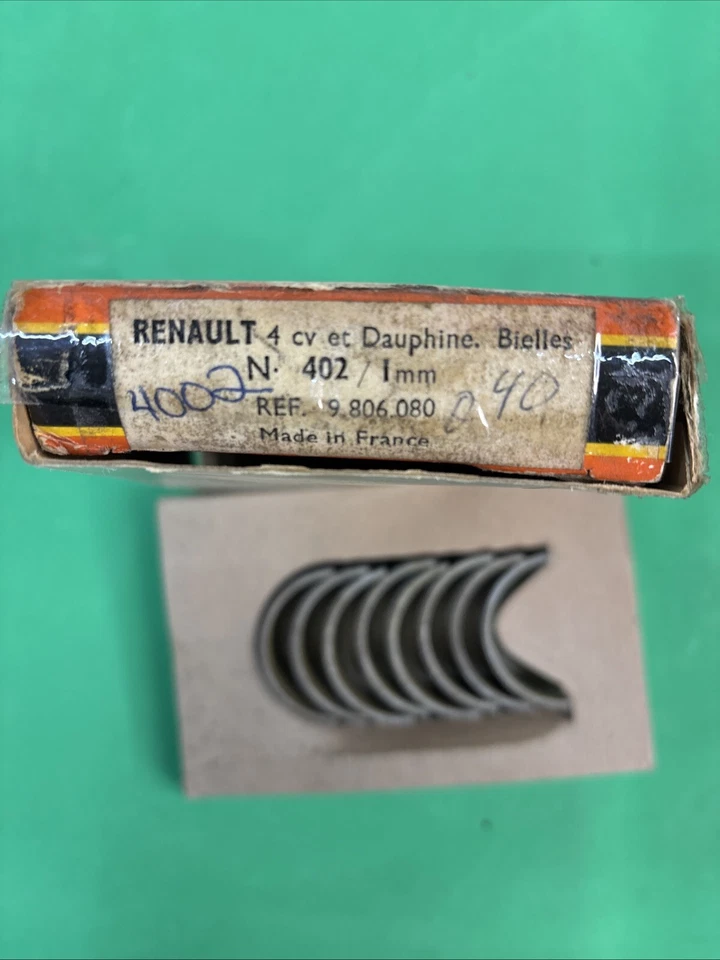 RENAULT 4 cv et Dauphine. Bielles
N. 402 / 1mm
4002
REF. 9.806.080 0.40
Made in France